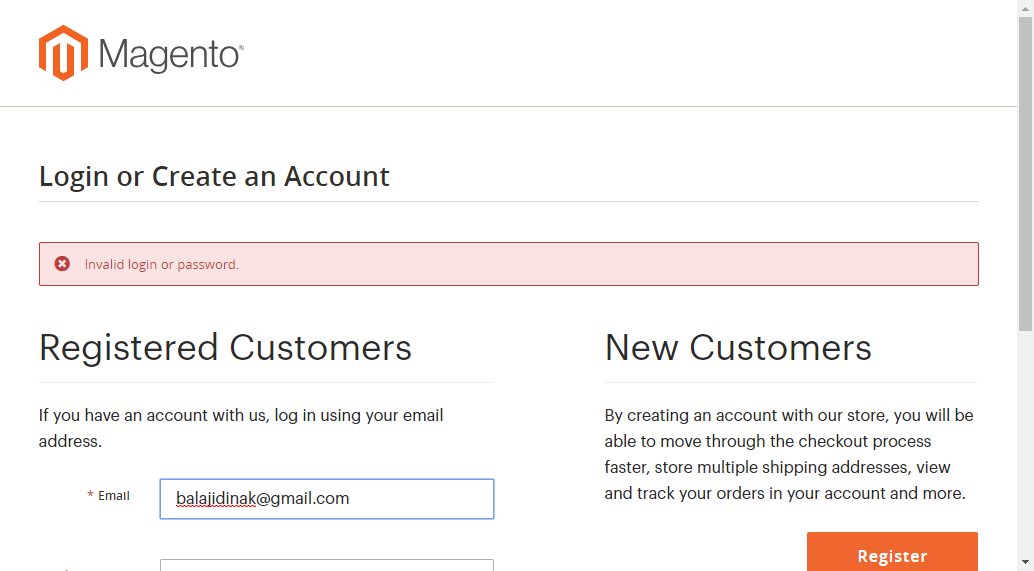 Magento
Login or Create an Account
Invalid login or password.
Registered Customers
If you have an account with us, log in using your email
address.
* Email
balajidinak@gmail.com
New Customers
By creating an account with our store, you will be
able to move through the checkout process
faster, store multiple shipping addresses, view
and track your orders in your account and more.
Register